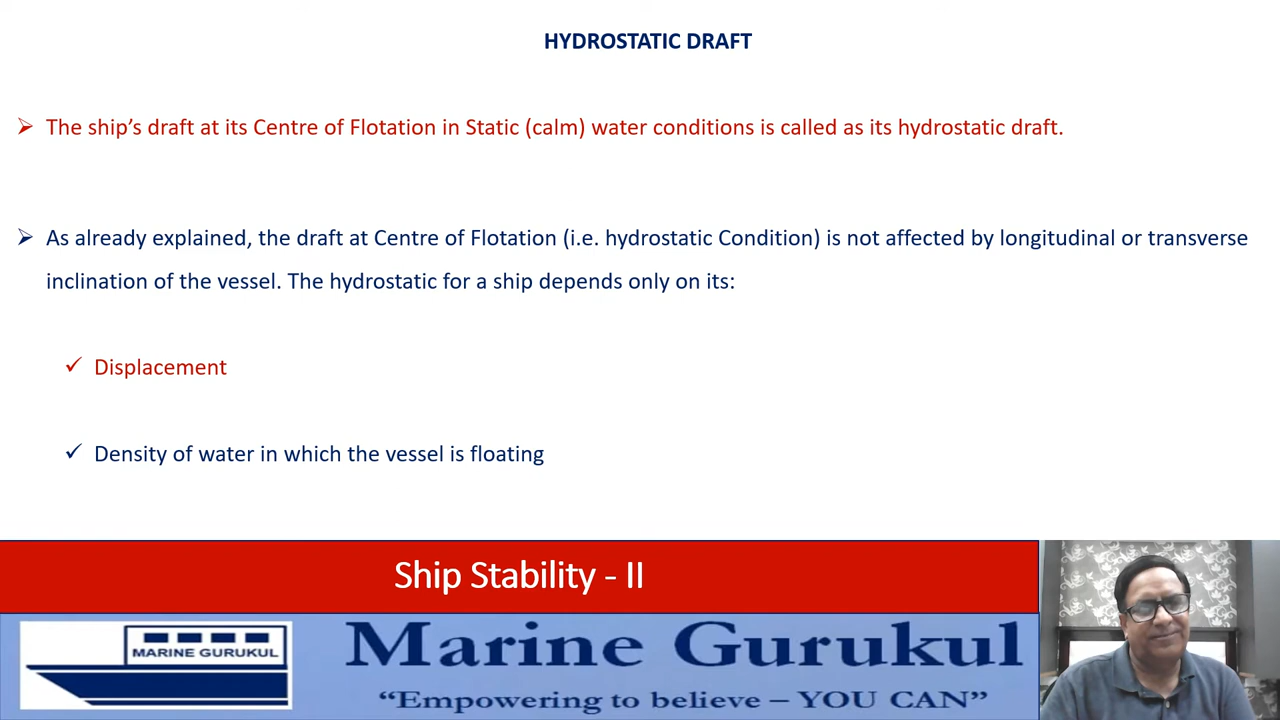 HYDROSTATIC DRAFT
The ship's draft at its Centre of Flotation in Static (calm) water conditions is called as its hydrostatic draft.
As already explained, the draft at Centre of Flotation (i.e. hydrostatic Condition) is not affected by longitudinal or transverse
inclination of the vessel. The hydrostatic for a ship depends only on its:
Displacement
Density of water in which the vessel is floating
Ship Stability - II
MARINE GURUKUL
Marine Gurukul
“Empowering to believe – YOU CAN”